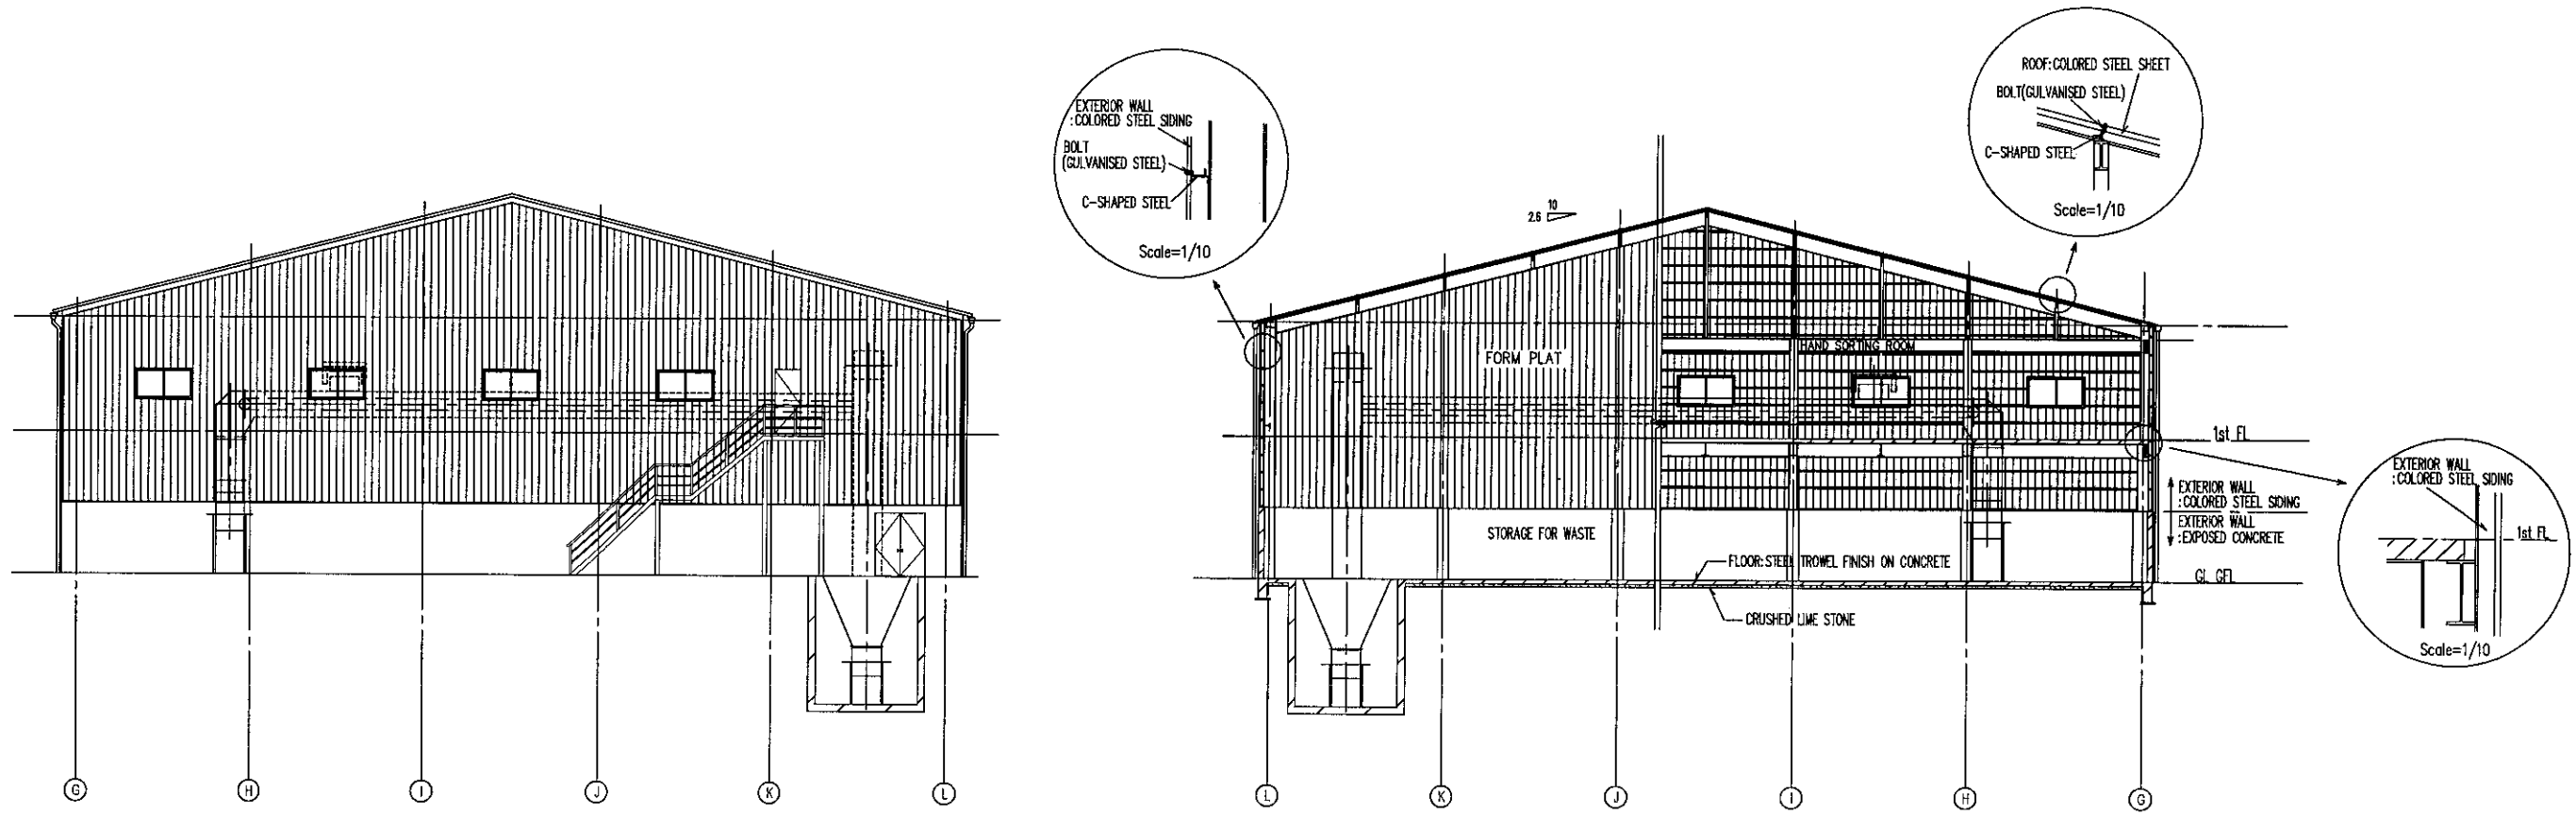 EXTERIOR WALL
:COLORED STEEL SIDING
BOLT
(GULVANISED STEEL)
C-SHAPED STEEL
Scale=1/10
ROOF:COLORED STEEL SHEET
BOLT(GULVANISED STEEL)
C-SHAPED STEEL
Scale=1/10
10
2.6
FORM PLAT
HAND SORTING ROOM
1st FL
EXTERIOR WALL
:COLORED STEEL SIDING
EXTERIOR WALL
:EXPOSED CONCRETE
STORAGE FOR WASTE
FLOOR:STEEL TROWEL FINISH ON CONCRETE
GL GFL
CRUSHED LIME STONE
EXTERIOR WALL
:COLORED STEEL SIDING
1st FL
Scale=1/10
G H I J K L
L K J I H G